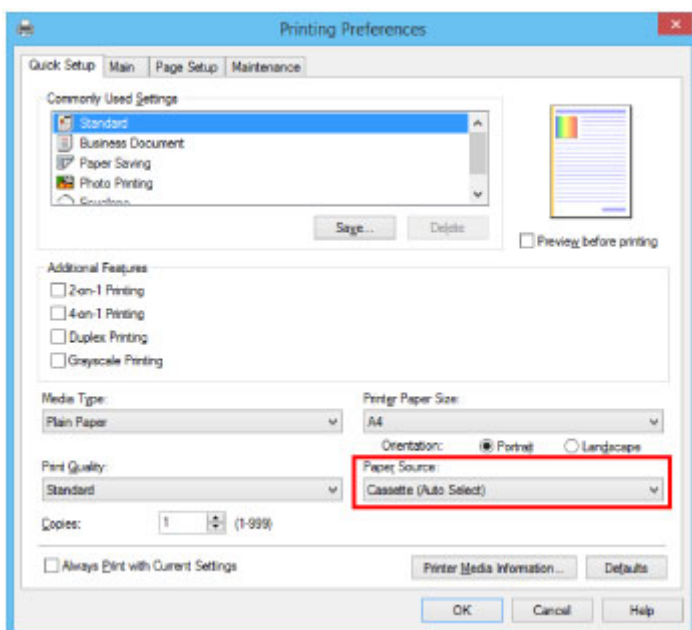 Printing Preferences
Quick Setup Main Page Setup Maintenance
Commonly Used Settings
Standard
Business Document
Paper Saving
Photo Printing
Envelope
Save... Delete
Preview before printing
Additional Features
2-on-1 Printing
4-on-1 Printing
Duplex Printing
Grayscale Printing
Media Type: Printer Paper Size:
Plain Paper A4
Orientation: Portrait Landscape
Print Quality: Paper Source:
Standard Cassette (Auto Select)
Copies: 1 (1-999)
Always Print with Current Settings Printer Media Information... Defaults
OK Cancel Help